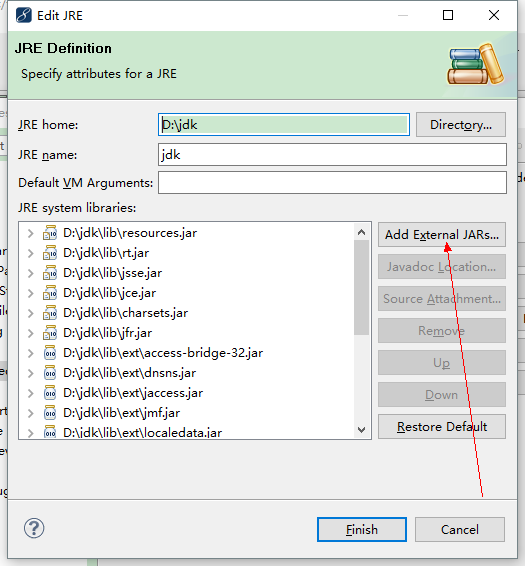 Edit JRE
JRE Definition
Specify attributes for a JRE
JRE home:
D:\jdk
Directory...
JRE name:
jdk
Default VM Arguments:
JRE system libraries:
D:\jdk\lib\resources.jar
D:\jdk\lib\rt.jar
D:\jdk\lib\jsse.jar
D:\jdk\lib\jce.jar
D:\jdk\lib\charsets.jar
D:\jdk\lib\jfr.jar
D:\jdk\lib\ext\access-bridge-32.jar
D:\jdk\lib\ext\dnsns.jar
D:\jdk\lib\ext\jaccess.jar
D:\jdk\lib\ext\jmf.jar
D:\jdk\lib\ext\localedata.jar
Add External JARs...
Javadoc Location...
Source Attachment...
Remove
Up
Down
Restore Default
Finish
Cancel